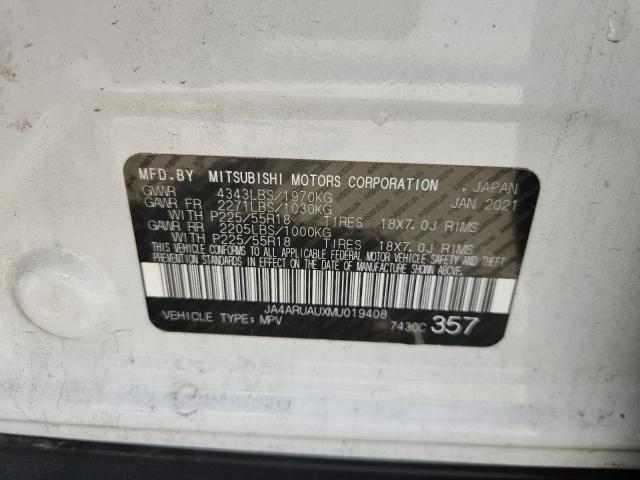 MFD.BY MITSUBISHI MOTORS CORPORATION . JAPAN
GVWR 4343LBS/1970KG JAN 2021
GAWR FR 2271LBS/1030KG
WITH P225/55R18 TIRES 18X7.0J RIMS
GAWR RR 2205LBS/1000KG
WITH P225/55R18 TIRES 18X7.0J RIMS
THIS VEHICLE CONFORMS TO ALL APPLICABLE FEDERAL MOTOR VEHICLE SAFETY, BUMPER, AND THEFT
PREVENTION STANDARDS IN EFFECT ON THE DATE OF MANUFACTURE SHOWN ABOVE.
JA4ARUAUXMU019408
VEHICLE TYPE: MPV 7430C 357